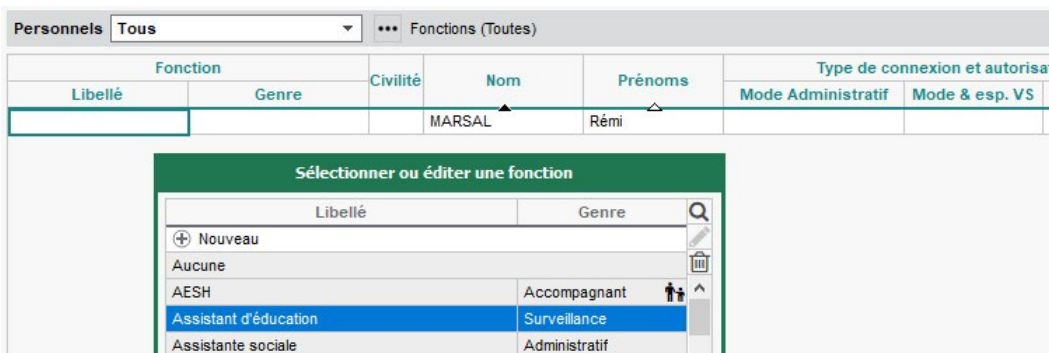 Personnels Tous ••• Fonctions (Toutes)
Fonction Civilité Nom Prénoms Type de connexion et autorisat
Libellé Genre Mode Administratif Mode & esp. VS
MARSAL Rémi
Sélectionner ou éditer une fonction
Libellé Genre
Nouveau
Aucune
AESH Accompagnant
Assistant d'éducation Surveillance
Assistante sociale Administratif